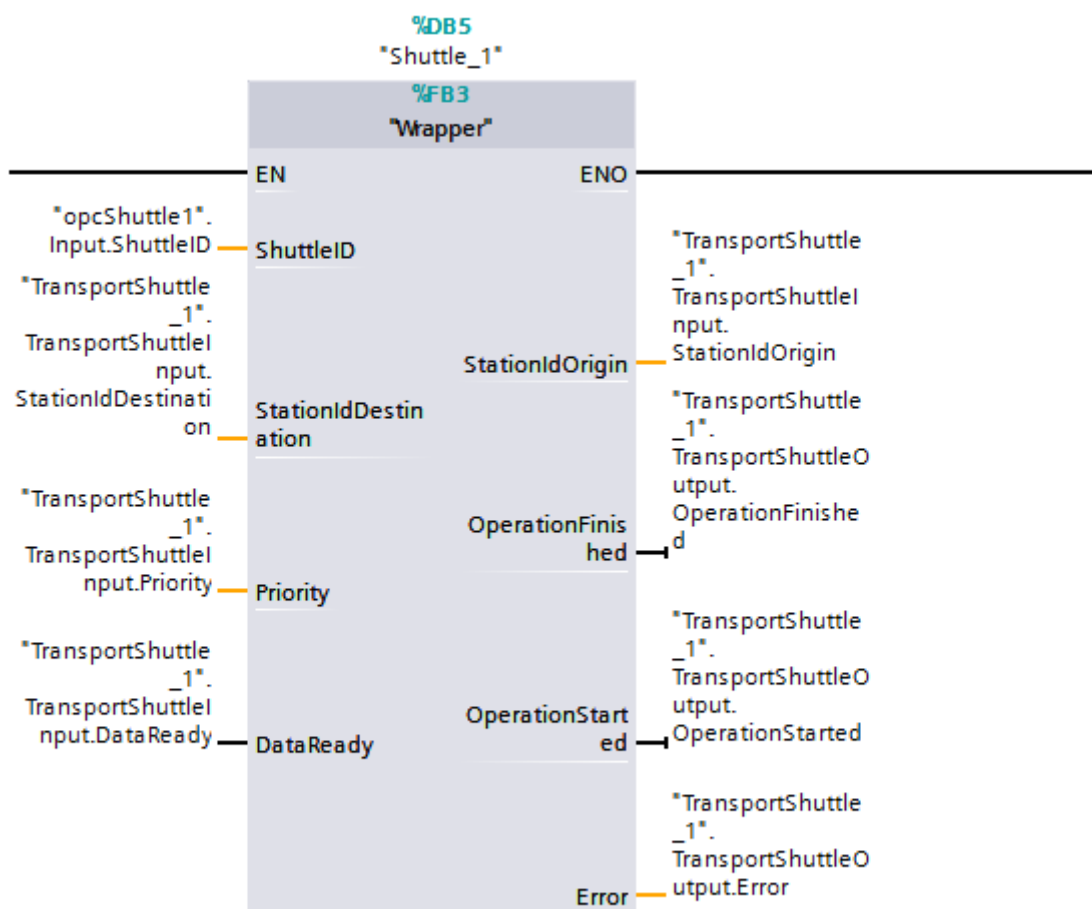 %DB5
"Shuttle_1"
%FB3
"Wrapper"
EN
ENO
"opcShuttle1".
Input.ShuttleID
ShuttleID
"TransportShuttle
_1".
TransportShuttleI
nput.
StationIdDestinati
on
StationIdDestin
ation
"TransportShuttle
_1".
TransportShuttleI
nput.Priority
Priority
"TransportShuttle
_1".
TransportShuttleI
nput.DataReady
DataReady
StationIdOrigin
"TransportShuttle
_1".
TransportShuttleI
nput.
StationIdOrigin
OperationFinis
hed
"TransportShuttle
_1".
TransportShuttleO
utput.
OperationFinishe
d
OperationStart
ed
"TransportShuttle
_1".
TransportShuttleO
utput.
OperationStarted
Error
"TransportShuttle
_1".
TransportShuttleO
utput.Error